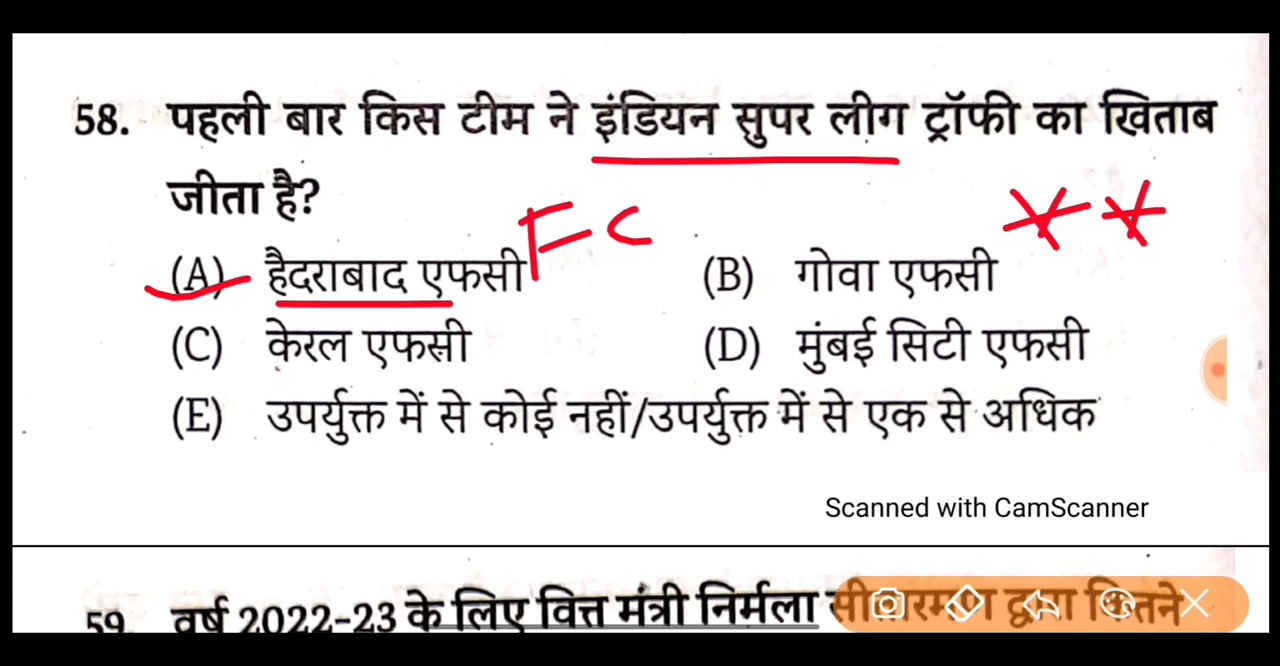 58. पहली बार किस टीम ने इंडियन सुपर लीग ट्रॉफी का खिताब
जीता है?
(A) हैदराबाद एफसी FC (B) गोवा एफसी
(C) केरल एफसी (D) मुंबई सिटी एफसी
(E) उपर्युक्त में से कोई नहीं/उपर्युक्त में से एक से अधिक
Scanned with CamScanner
59. वर्ष 2022-23 के लिए वित्त मंत्री निर्मला द्वारा कितने